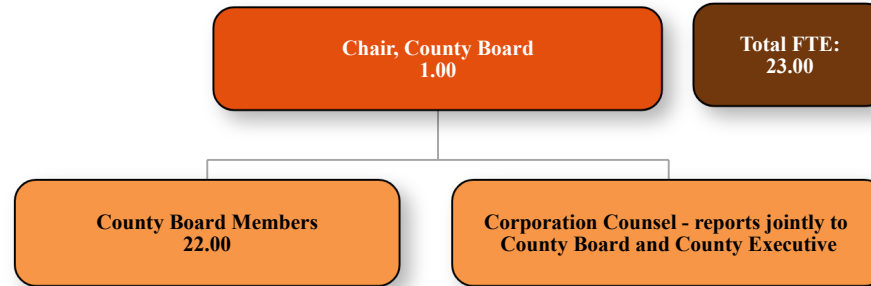 Chair, County Board
1.00
Total FTE:
23.00
County Board Members
22.00
Corporation Counsel - reports jointly to
County Board and County Executive